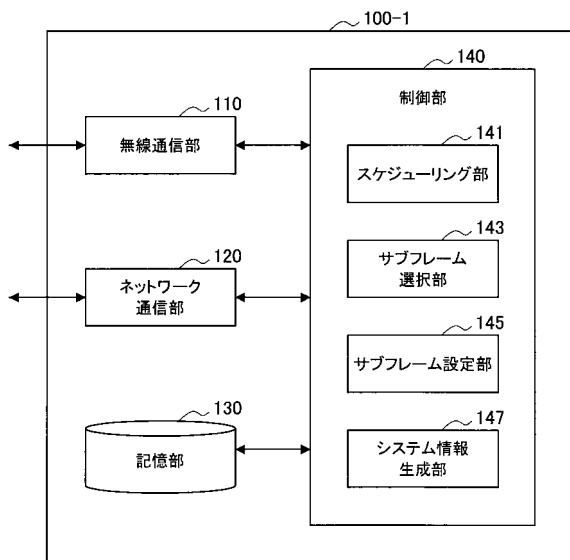 100-1
140
制御部
110
無線通信部
141
スケジューリング部
120
ネットワーク
通信部
143
サブフレーム
選択部
145
サブフレーム設定部
130
記憶部
147
システム情報
生成部